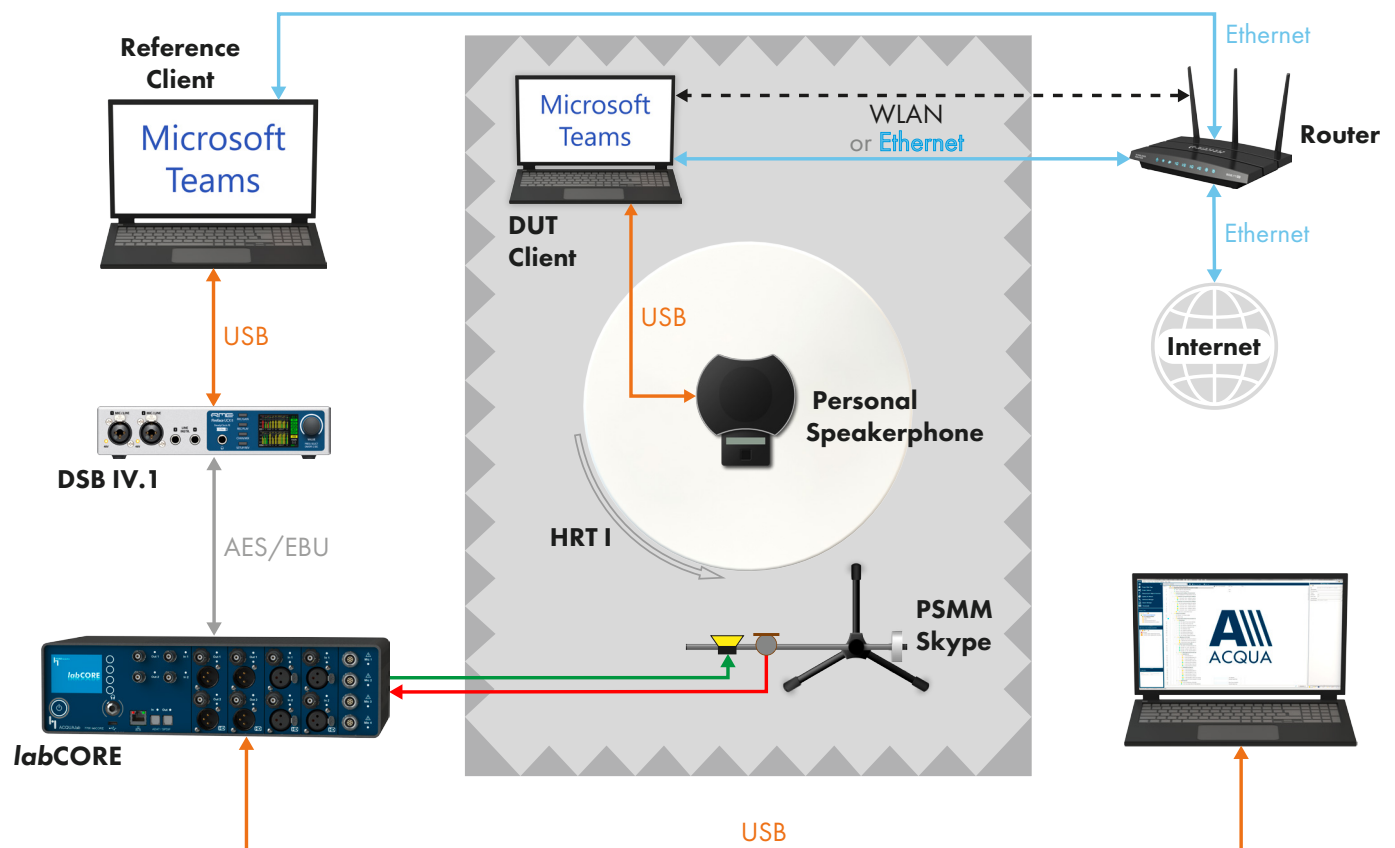 Reference
Client
Microsoft
Teams
Microsoft
Teams
WLAN
or Ethernet
Ethernet
Router
Ethernet
Internet
DUT
Client
USB
USB
Personal
Speakerphone
DSB IV.1
HRT I
AES/EBU
PSMM
Skype
labCORE
labCORE
ACQUA
USB